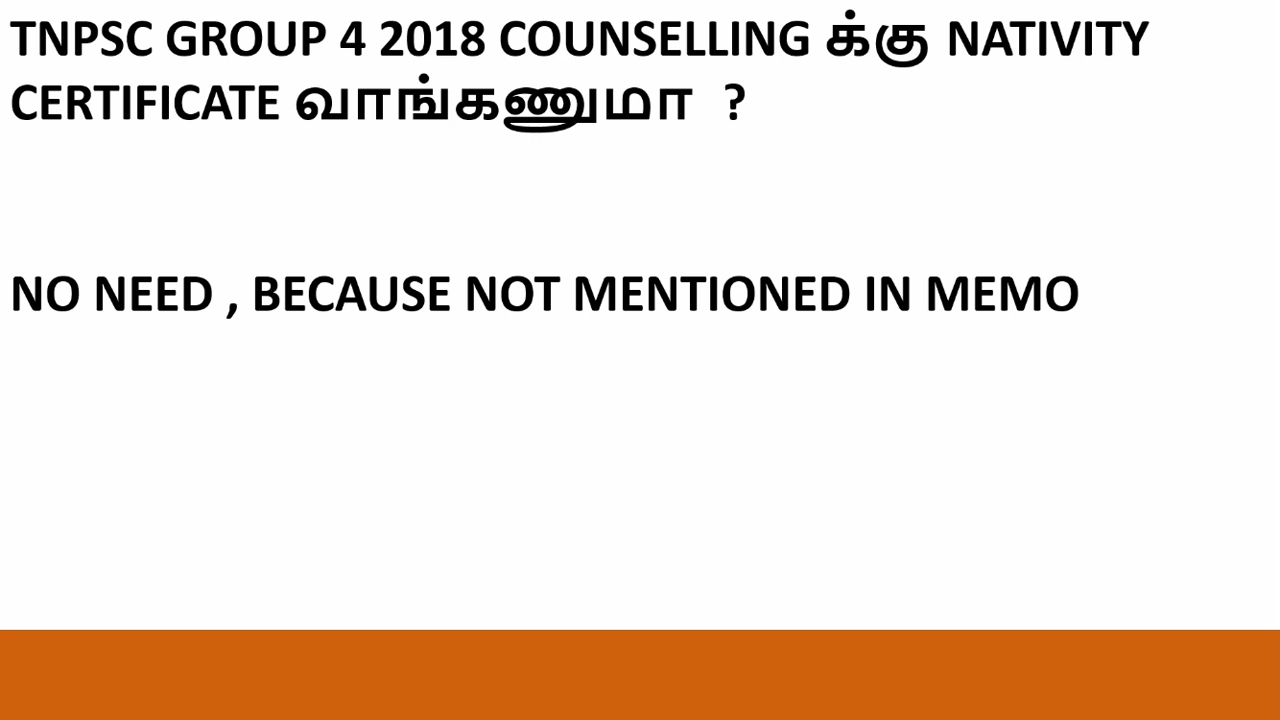 TNPSC GROUP 4 2018 COUNSELLING க்கு NATIVITY
CERTIFICATE வாங்கணுமா ?
NO NEED , BECAUSE NOT MENTIONED IN MEMO